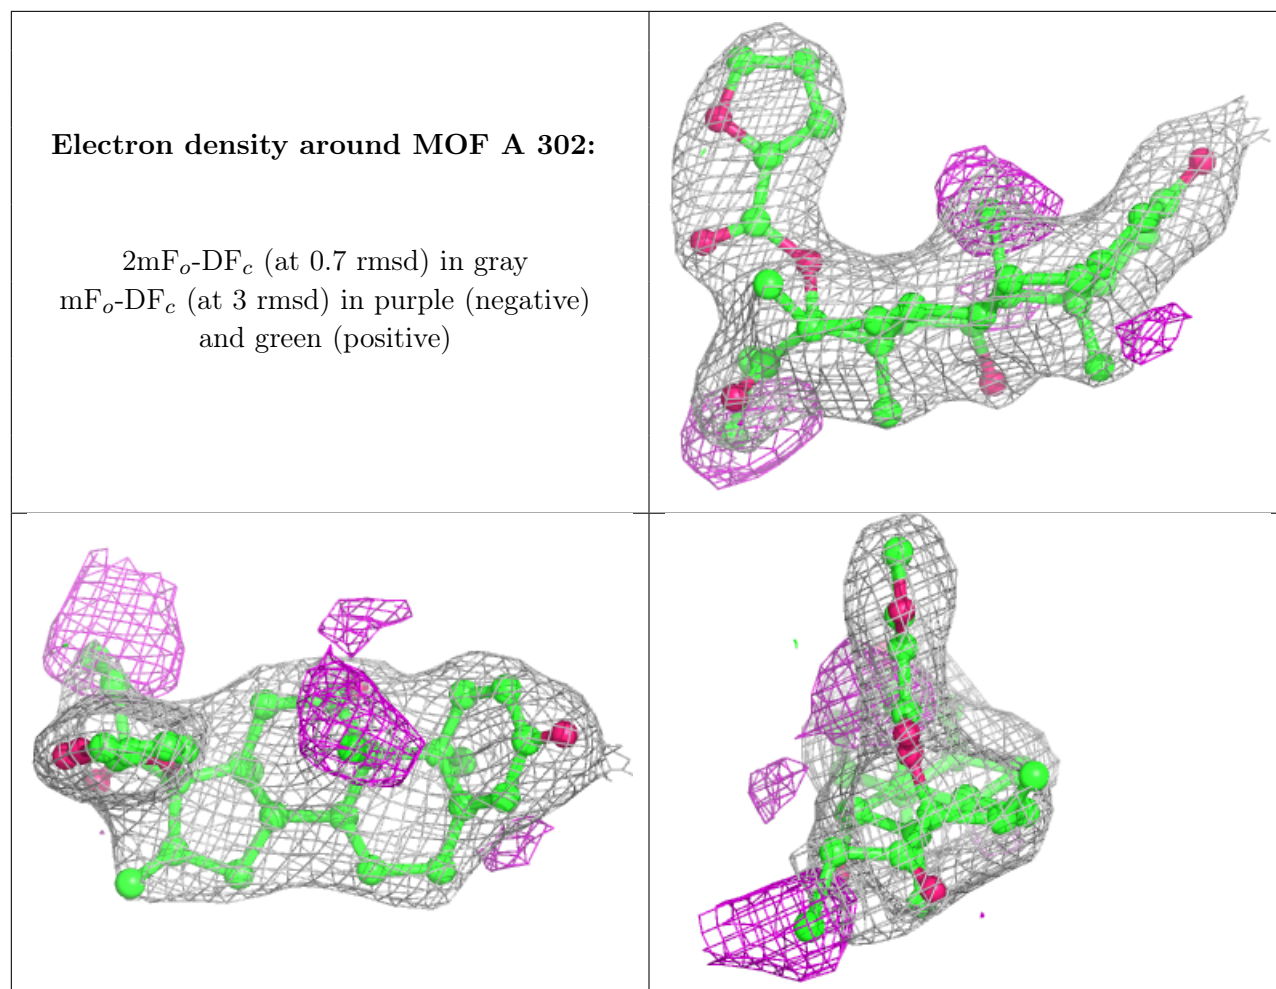 Electron density around MOF A 302:
2mFo-DFc (at 0.7 rmsd) in gray
mFo-DFc (at 3 rmsd) in purple (negative)
and green (positive)